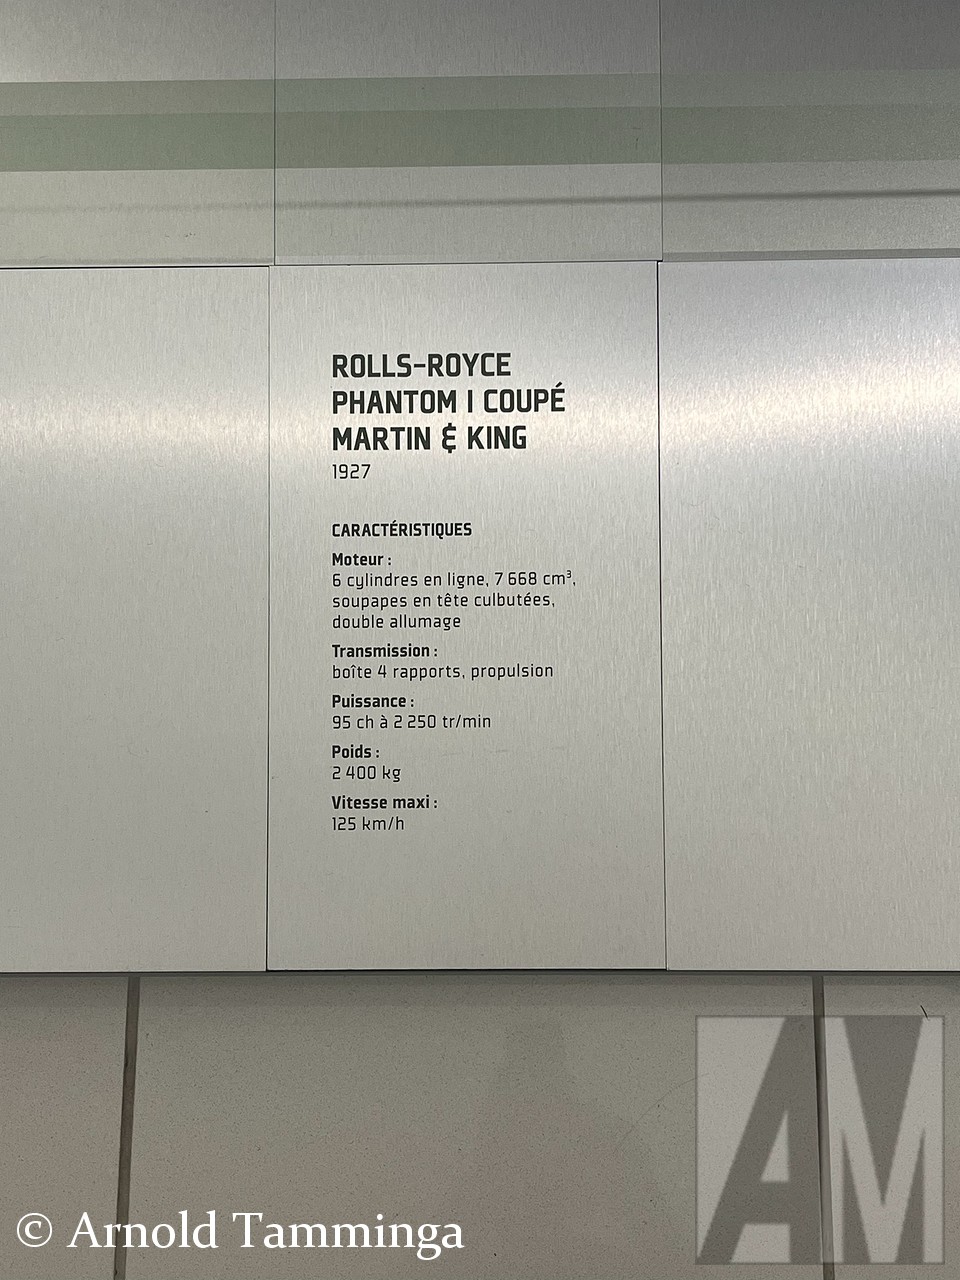 ROLLS-ROYCE
PHANTOM I COUPÉ
MARTIN & KING
1927
CARACTÉRISTIQUES
Moteur :
6 cylindres en ligne, 7 668 cm³,
soupapes en tête culbutées,
double allumage
Transmission :
boîte 4 rapports, propulsion
Puissance :
95 ch à 2 250 tr/min
Poids :
2 400 kg
Vitesse maxi :
125 km/h
AM
© Arnold Tamminga